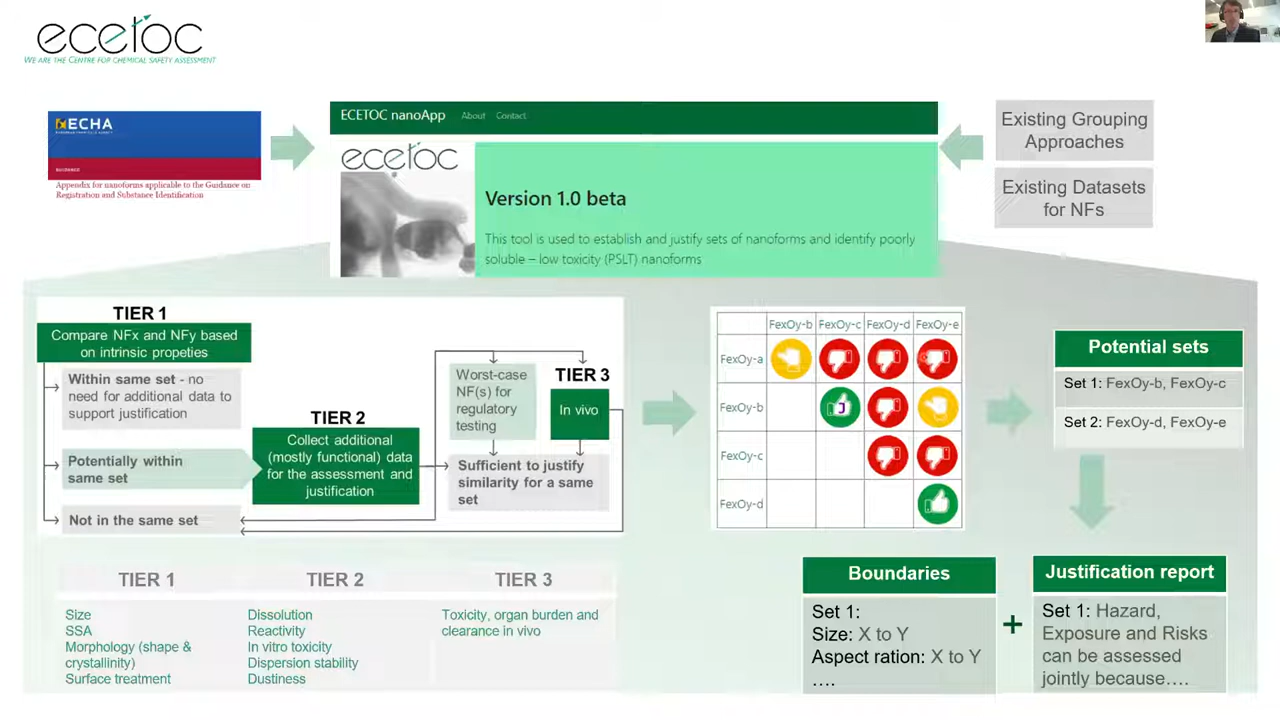 ecetoc
WE ARE THE CENTRE FOR CHEMICAL SAFETY ASSESSMENT
ECHA
Appendix for nanoforms applicable to the Guidance on
Registration and Substance Identification
ECETOC nanoApp About Contact
ecetoc
Version 1.0 beta
This tool is used to establish and justify sets of nanoforms and identify poorly
soluble – low toxicity (PSLT) nanoforms
Existing Grouping
Approaches
Existing Datasets
for NFs
TIER 1
Compare NFx and NFy based
on intrinsic propeties
Within same set - no
need for additional data to
support justification
Potentially within
same set
Not in the same set
TIER 2
Collect additional
(mostly functional) data
for the assessment and
justification
Worst-case
NF(s) for
regulatory
testing
TIER 3
In vivo
Sufficient to justify
similarity for a same
set
FexOy-b FexOy-c FexOy-d FexOy-e
FexOy-a
FexOy-b
FexOy-c
FexOy-d
Potential sets
Set 1: FexOy-b, FexOy-c
Set 2: FexOy-d, FexOy-e
TIER 1 TIER 2 TIER 3
Size
SSA
Morphology (shape &
crystallinity)
Surface treatment
Dissolution
Reactivity
In vitro toxicity
Dispersion stability
Dustiness
Toxicity, organ burden and
clearance in vivo
Boundaries
Set 1:
Size: X to Y
Aspect ration: X to Y
....
+
Justification report
Set 1: Hazard,
Exposure and Risks
can be assessed
jointly because….